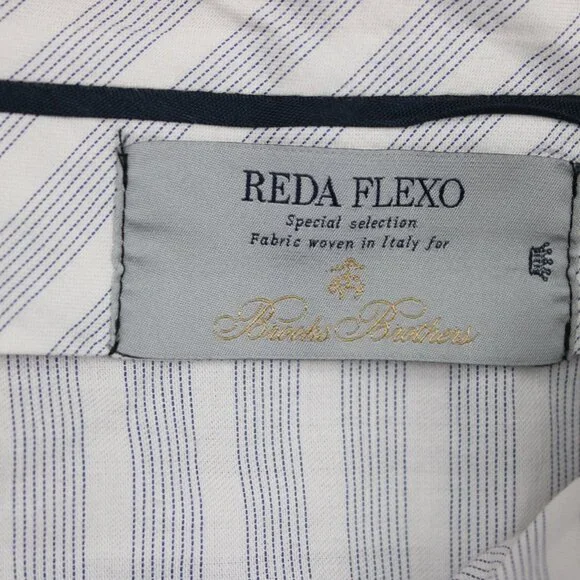 REDA FLEXO
Special selection
Fabric woven in Italy for
Brooks Brothers